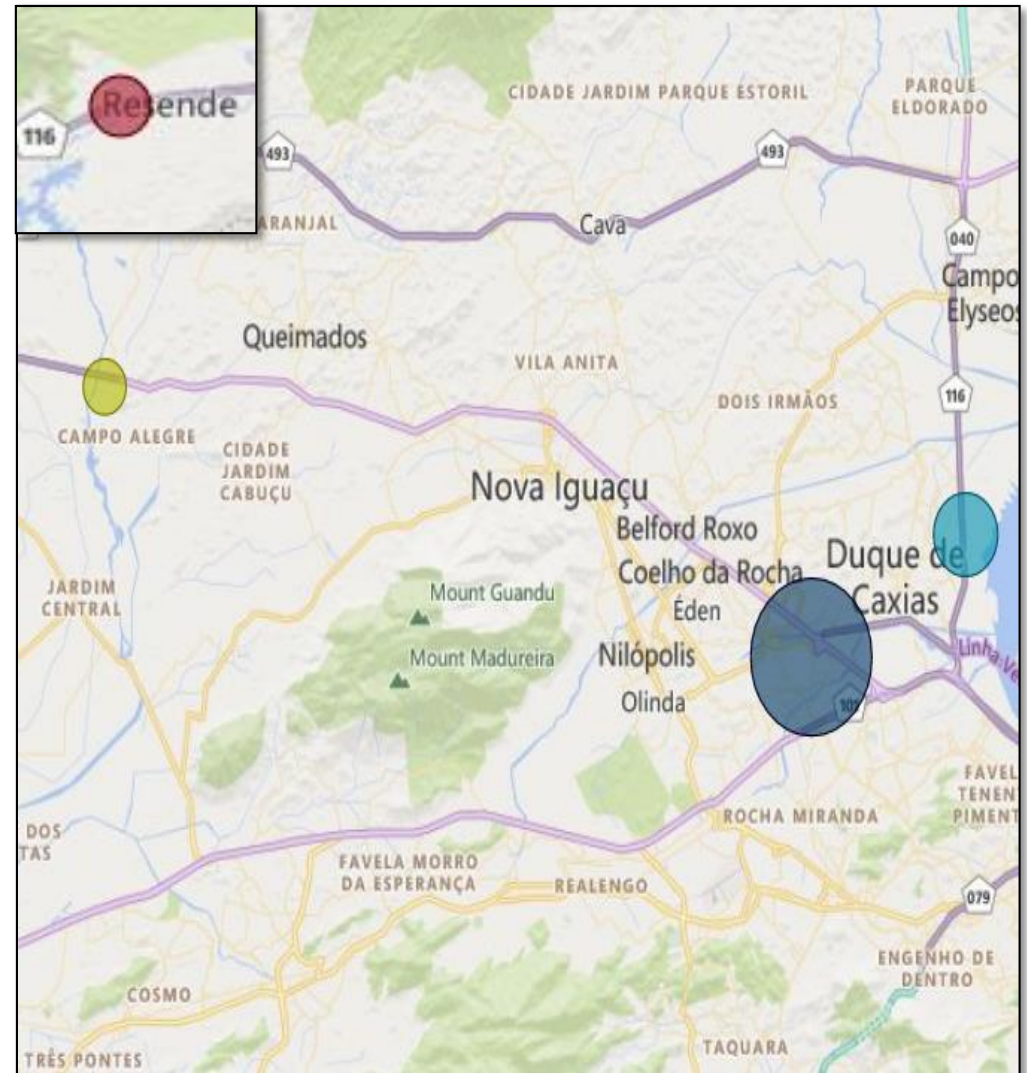 Resende
116
CIDADE JARDIM PARQUE ESTORIL
PARQUE
ELDORADO
493
493
ARANJAL
Cava
040
Campo
Elyseos
Queimados
VILA ANITA
116
DOIS IRMÃOS
CAMPO ALEGRE
CIDADE
JARDIM
CABUÇU
Nova Iguaçu
Belford Roxo
Duque de
Caxias
Coelho da Rocha
JARDIM
CENTRAL
Mount Guandu
Éden
Mount Madureira
Nilópolis
Linha Ve
Olinda
101
FAVEL
TENEN
PIMENT
ROCHA MIRANDA
DOS
TAS
FAVELA MORRO
DA ESPERANÇA
REALENGO
079
ENGENHO DE
DENTRO
COSMO
TAQUARA
TRÊS PONTES